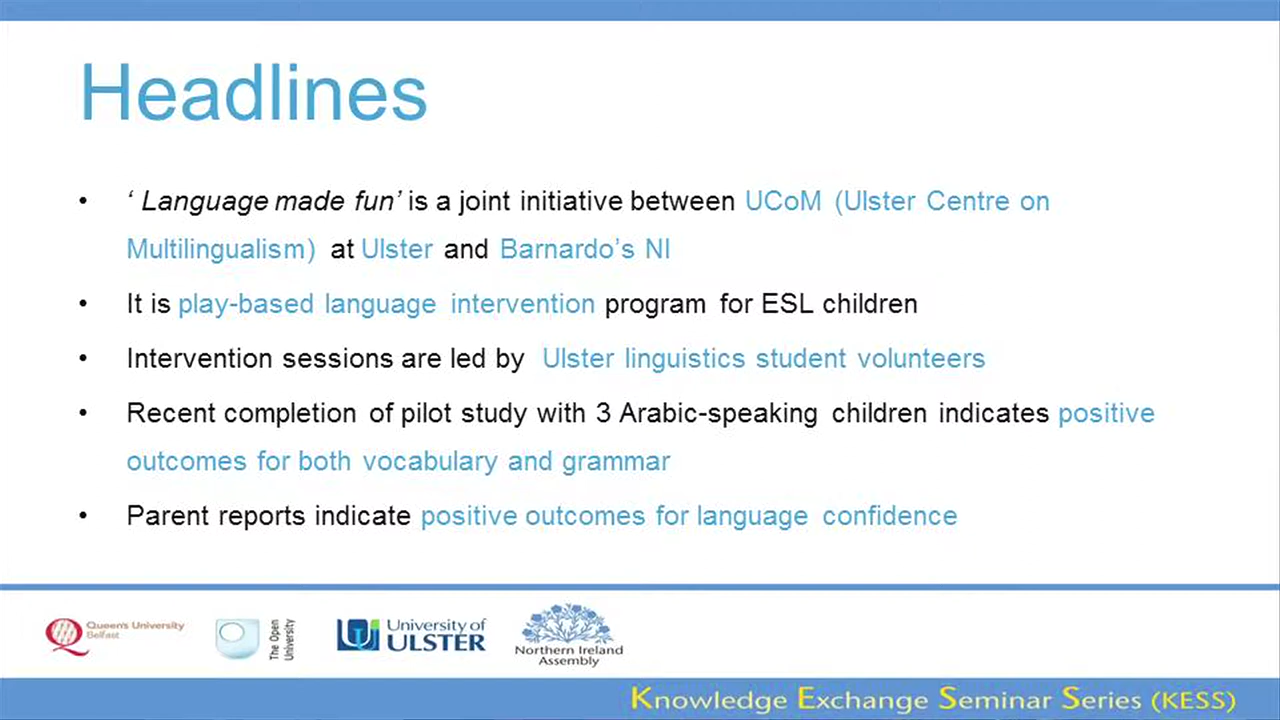 Headlines
• ‘ Language made fun’ is a joint initiative between UCoM (Ulster Centre on
Multilingualism) at Ulster and Barnardo’s NI
• It is play-based language intervention program for ESL children
• Intervention sessions are led by Ulster linguistics student volunteers
• Recent completion of pilot study with 3 Arabic-speaking children indicates positive
outcomes for both vocabulary and grammar
• Parent reports indicate positive outcomes for language confidence
Queen's University
Belfast
The Open
University
University of
ULSTER
Northern Ireland
Assembly
Knowledge Exchange Seminar Series (KESS)